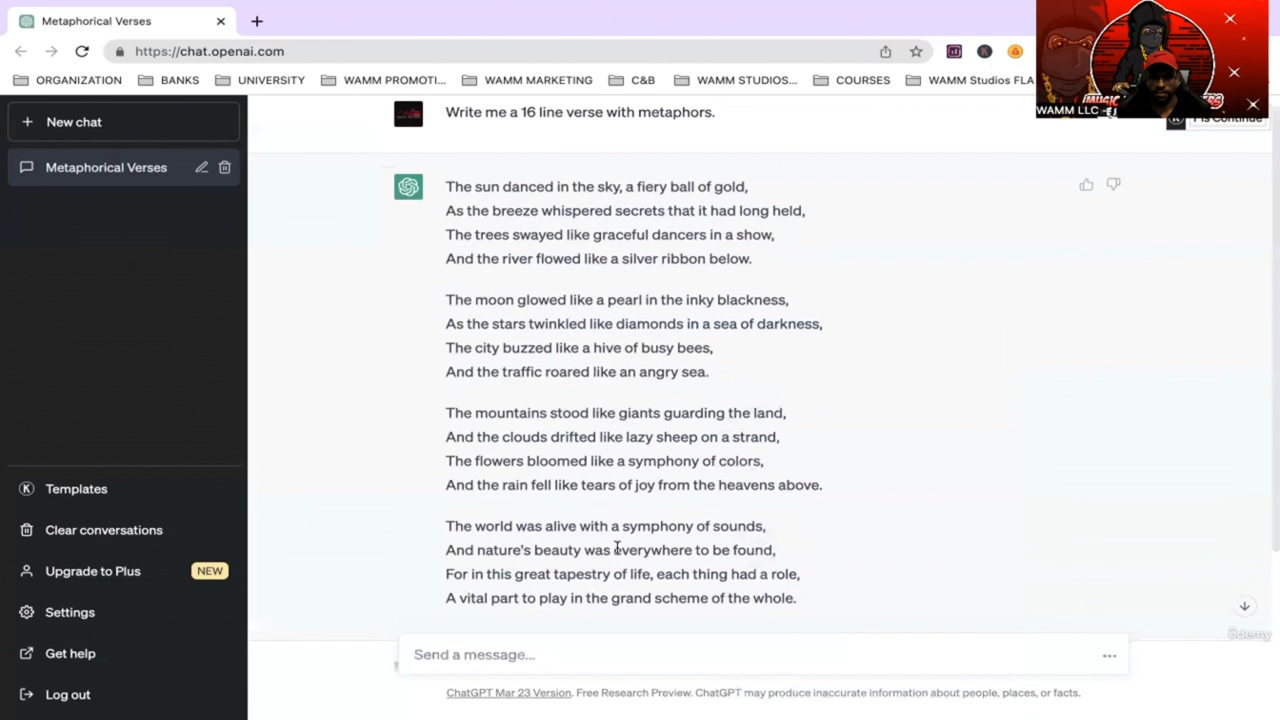 Metaphorical Verses
https://chat.openai.com
ORGANIZATION BANKS UNIVERSITY WAMM PROMOTI... WAMM MARKETING C&B WAMM STUDIOS... COURSES WAMM Studios FLA
WAMM LLC
New chat
Metaphorical Verses
Templates
Clear conversations
Upgrade to Plus NEW
Settings
Get help
Log out
Write me a 16 line verse with metaphors.
The sun danced in the sky, a fiery ball of gold,
As the breeze whispered secrets that it had long held,
The trees swayed like graceful dancers in a show,
And the river flowed like a silver ribbon below.
The moon glowed like a pearl in the inky blackness,
As the stars twinkled like diamonds in a sea of darkness,
The city buzzed like a hive of busy bees,
And the traffic roared like an angry sea.
The mountains stood like giants guarding the land,
And the clouds drifted like lazy sheep on a strand,
The flowers bloomed like a symphony of colors,
And the rain fell like tears of joy from the heavens above.
The world was alive with a symphony of sounds,
And nature's beauty was everywhere to be found,
For in this great tapestry of life, each thing had a role,
A vital part to play in the grand scheme of the whole.
Send a message...
ChatGPT Mar 23 Version. Free Research Preview. ChatGPT may produce inaccurate information about people, places, or facts.
ûdemy